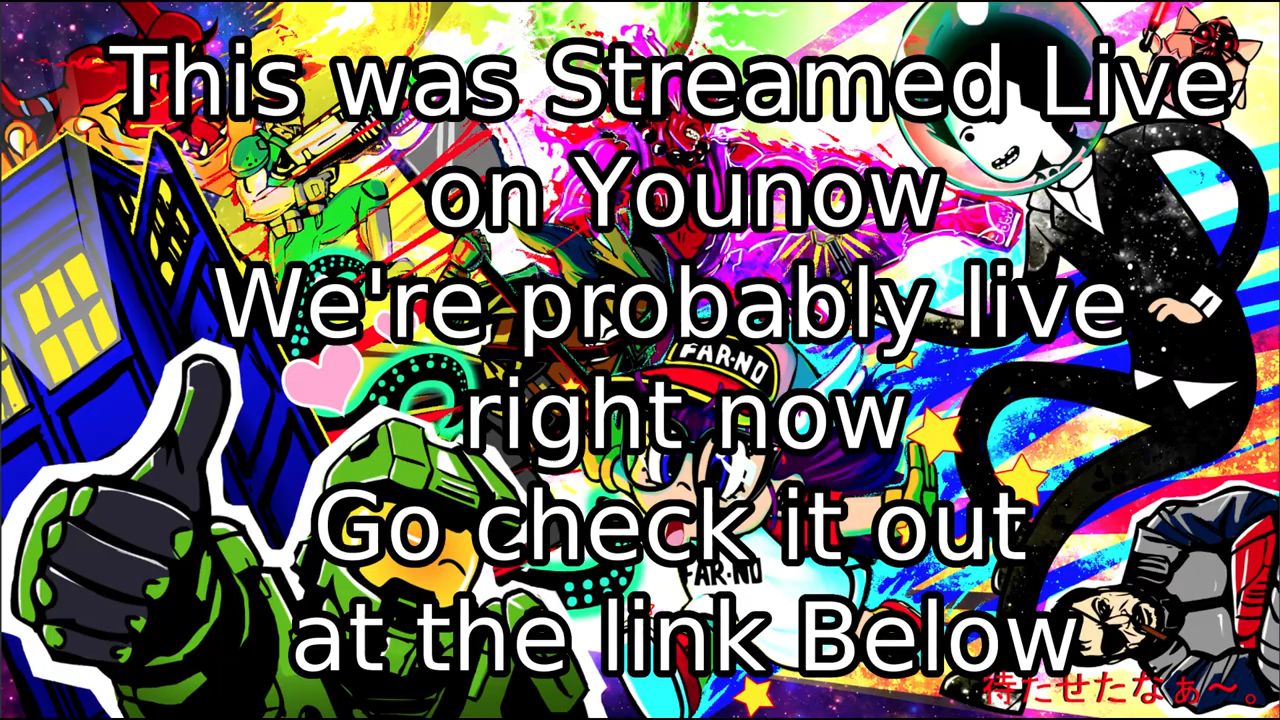 This was Streamed Live
on Younow
We're probably live
FAR-NO
right now
Go check it out
FAR-NO
at the link Below
待たせたなぁ〜。